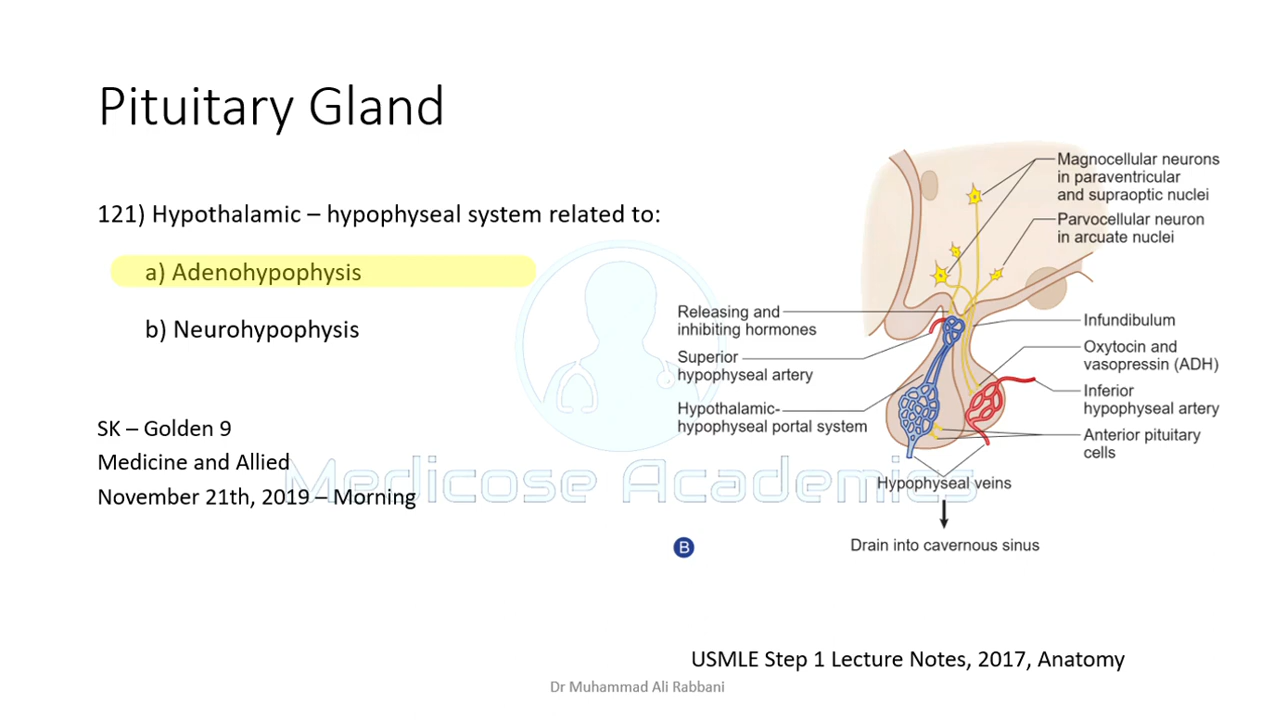 Pituitary Gland
121) Hypothalamic – hypophyseal system related to:
a) Adenohypophysis
b) Neurohypophysis
SK – Golden 9
Medicine and Allied
November 21th, 2019 – Morning
Medicose Academics
Magnocellular neurons
in paraventricular
and supraoptic nuclei
Parvocellular neuron
in arcuate nuclei
Releasing and
inhibiting hormones
Superior
hypophyseal artery
Hypothalamic-
hypophyseal portal system
Infundibulum
Oxytocin and
vasopressin (ADH)
Inferior
hypophyseal artery
Anterior pituitary
cells
Hypophyseal veins
Drain into cavernous sinus
B
USMLE Step 1 Lecture Notes, 2017, Anatomy
Dr Muhammad Ali Rabbani